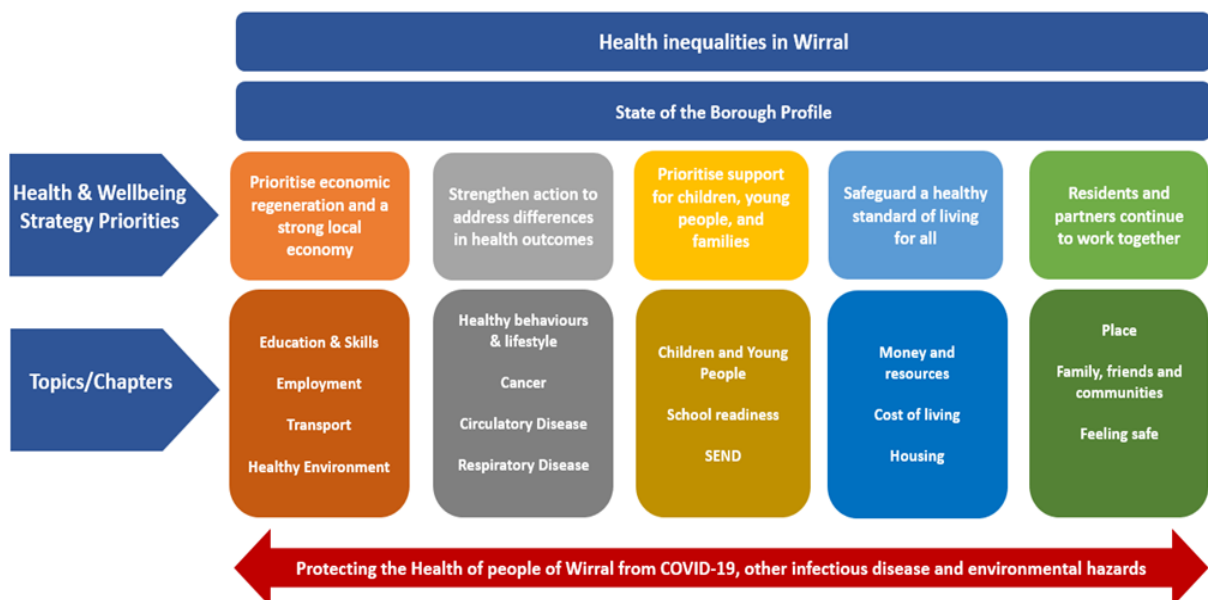 Health inequalities in Wirral
State of the Borough Profile
Health & Wellbeing
Strategy Priorities
Prioritise economic
regeneration and a
strong local
economy
Strengthen action to
address differences
in health outcomes
Prioritise support
for children, young
people, and
families
Safeguard a healthy
standard of living
for all
Residents and
partners continue
to work together
Topics/Chapters
Education & Skills
Employment
Transport
Healthy Environment
Healthy behaviours
& lifestyle
Cancer
Circulatory Disease
Respiratory Disease
Children and Young
People
School readiness
SEND
Money and
resources
Cost of living
Housing
Place
Family, friends and
communities
Feeling safe
Protecting the Health of people of Wirral from COVID-19, other infectious disease and environmental hazards